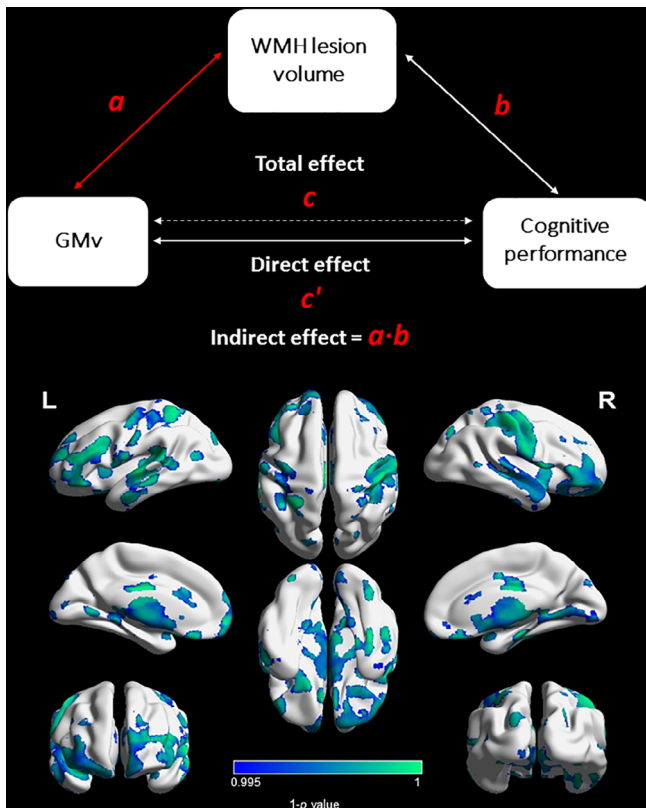 WMH lesion
volume
a
b
Total effect
c
GMv
Cognitive
performance
Direct effect
c'
Indirect effect = a·b
L
R
0.995
1
1-p value